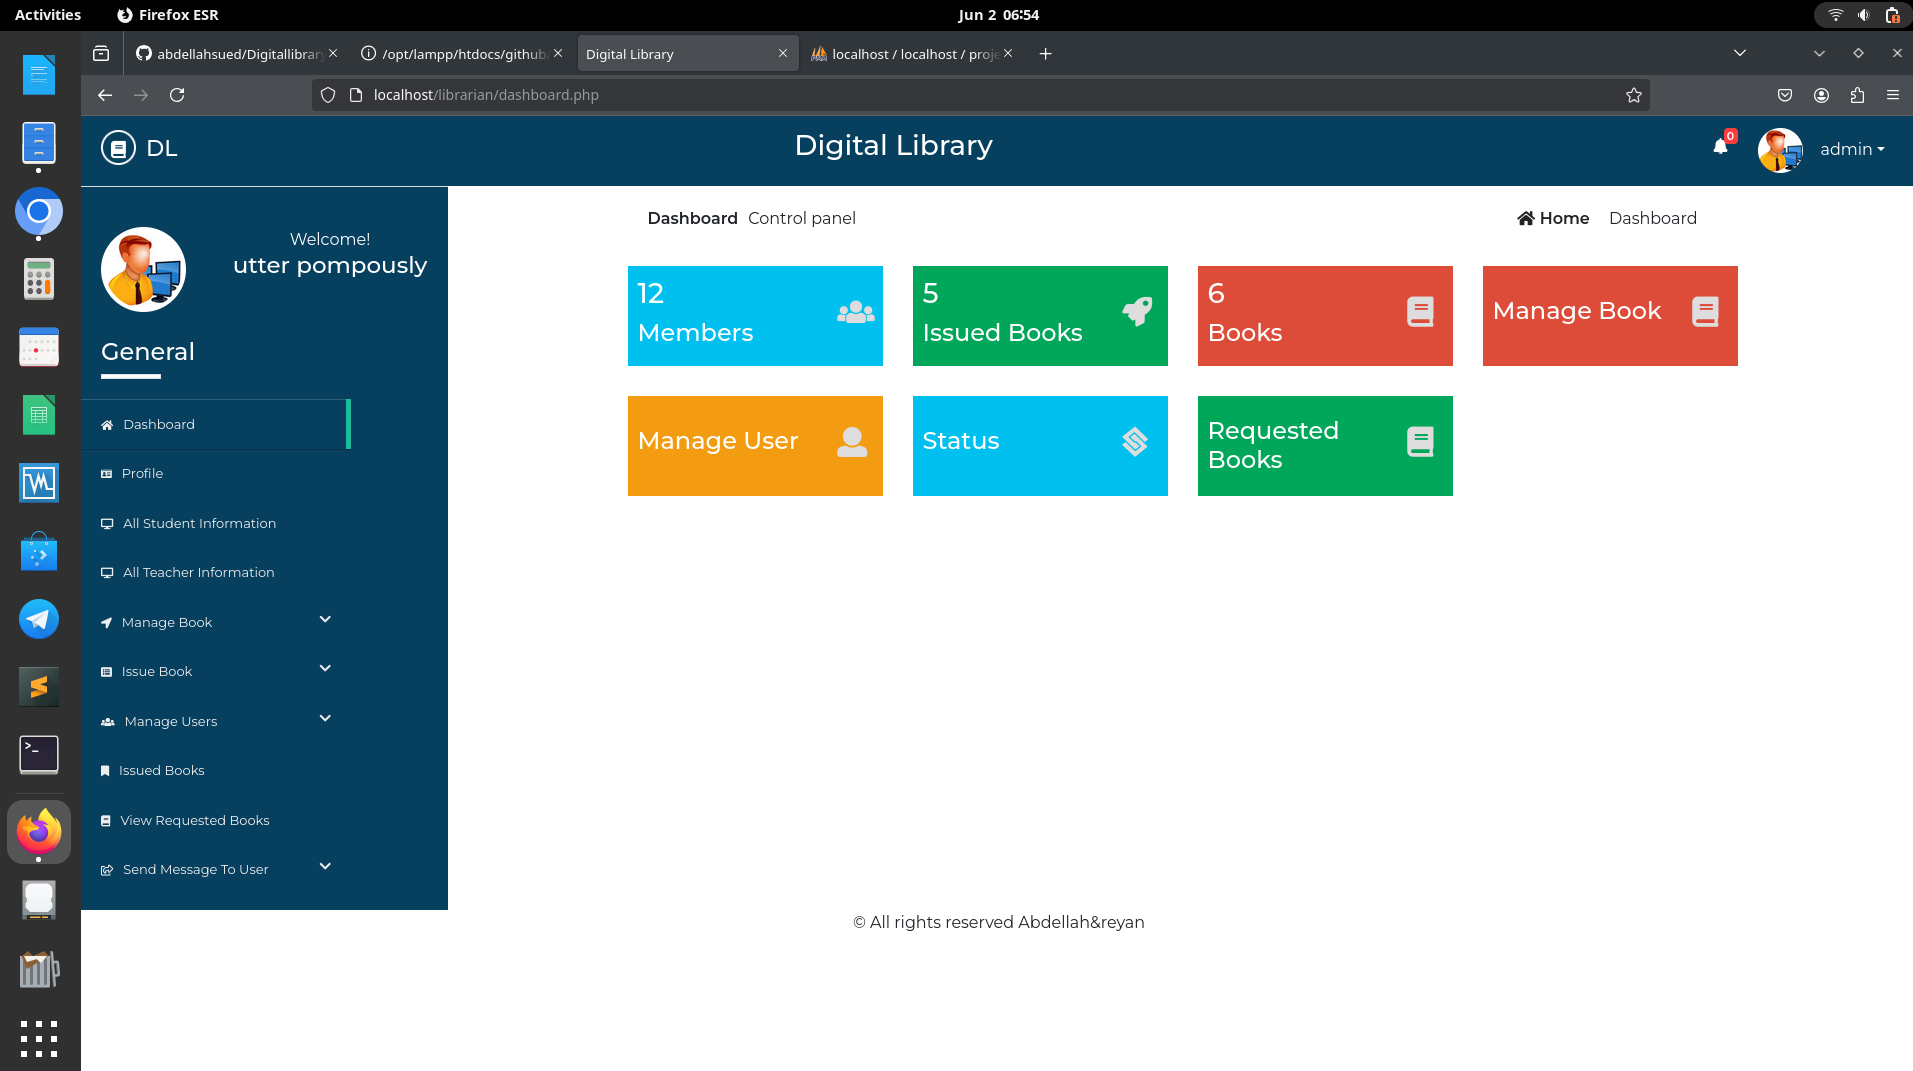 Activities
Firefox ESR
Jun 2 06:54
abdellahsued/Digitallibrary
/opt/lampp/htdocs/github
Digital Library
localhost / localhost / proje
localhost/librarian/dashboard.php
DL
Digital Library
0
admin
Welcome!
utter pompously
General
Dashboard
Profile
All Student Information
All Teacher Information
Manage Book
Issue Book
Manage Users
Issued Books
View Requested Books
Send Message To User
Dashboard Control panel
Home Dashboard
12
Members
5
Issued Books
6
Books
Manage Book
Manage User
Status
Requested
Books
© All rights reserved Abdellah&reyan